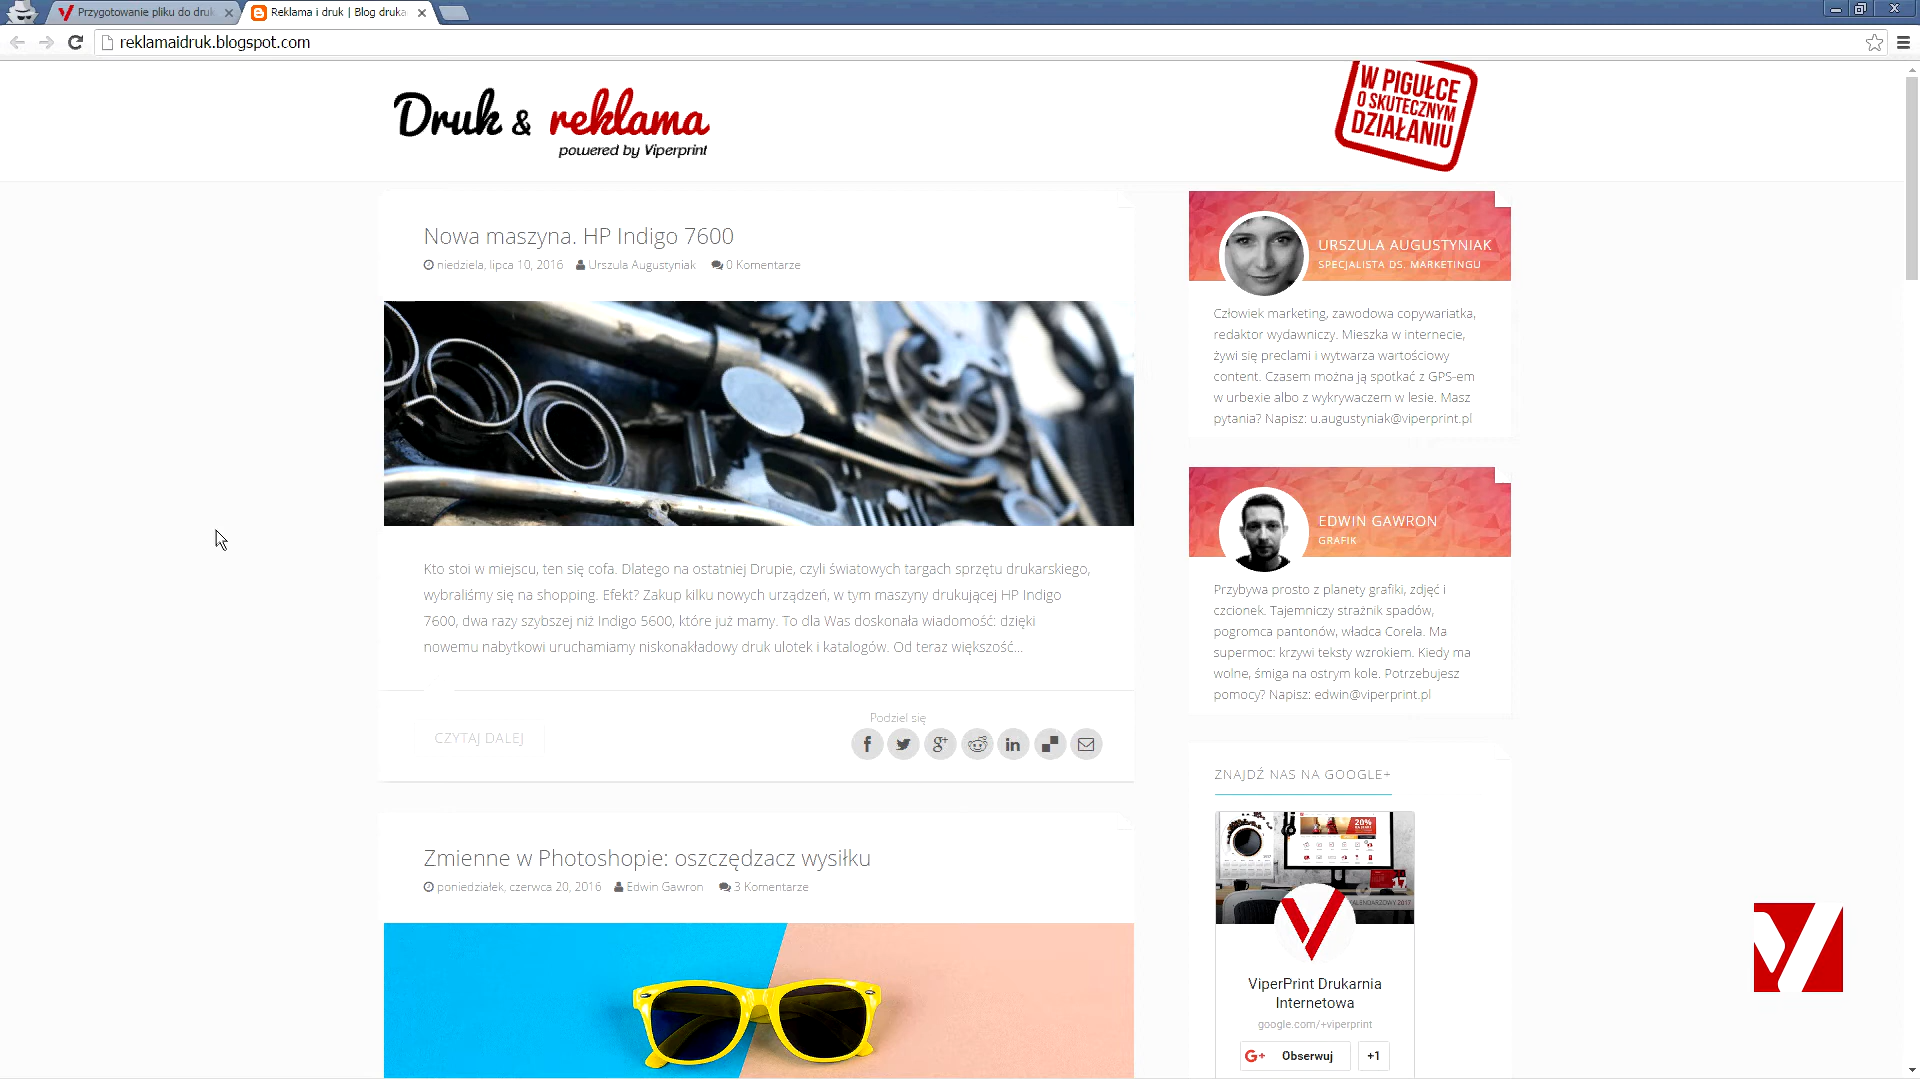 Przygotowanie pliku do druk
Reklama i druk | Blog druka
reklamaidruk.blogspot.com
Druk & reklama
powered by Viperprint
W PIGUŁCE
O SKUTECZNYM
DZIAŁANIU
Nowa maszyna. HP Indigo 7600
niedziela, lipca 10, 2016 Urszula Augustyniak 0 Komentarze
Kto stoi w miejscu, ten się cofa. Dlatego na ostatniej Drupie, czyli światowych targach sprzętu drukarskiego,
wybraliśmy się na shopping. Efekt? Zakup kilku nowych urządzeń, w tym maszyny drukującej HP Indigo
7600, dwa razy szybszej niż Indigo 5600, które już mamy. To dla Was doskonała wiadomość: dzięki
nowemu nabytkowi uruchamiamy niskonakładowy druk ulotek i katalogów. Od teraz większość...
CZYTAJ DALEJ
Podziel się
Zmienne w Photoshopie: oszczędzacz wysiłku
poniedziałek, czerwca 20, 2016 Edwin Gawron 3 Komentarze
URSZULA AUGUSTYNIAK
SPECJALISTA DS. MARKETINGU
Człowiek marketing, zawodowa copywriatka,
redaktor wydawniczy. Mieszka w internecie,
żywi się preclami i wytwarza wartościowy
content. Czasem można ją spotkać z GPS-em
w urbexie albo z wykrywaczem w lesie. Masz
pytania? Napisz: u.augustyniak@viperprint.pl
EDWIN GAWRON
GRAFIK
Przybywa prosto z planety grafiki, zdjęć i
czcionek. Tajemniczy strażnik spadów,
pogromca pantonów, władca Corela. Ma
supermoc: krzywi teksty wzrokiem. Kiedy ma
wolne, śmiga na ostrym kole. Potrzebujesz
pomocy? Napisz: edwin@viperprint.pl
ZNAJDŹ NAS NA GOOGLE+
20%
17
ViperPrint Drukarnia
Internetowa
google.com/+viperprint
G+ Obserwuj +1